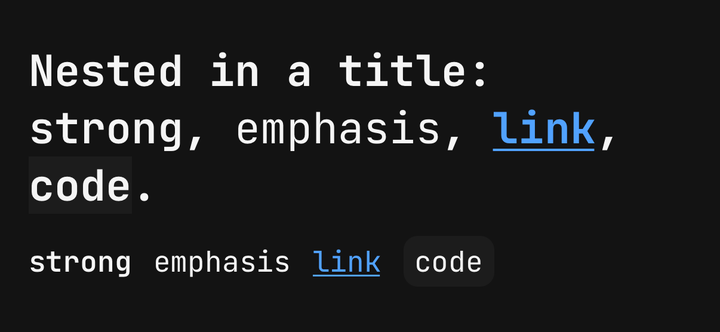 Nested in a title:
strong, emphasis, link,
code.
strong emphasis link code